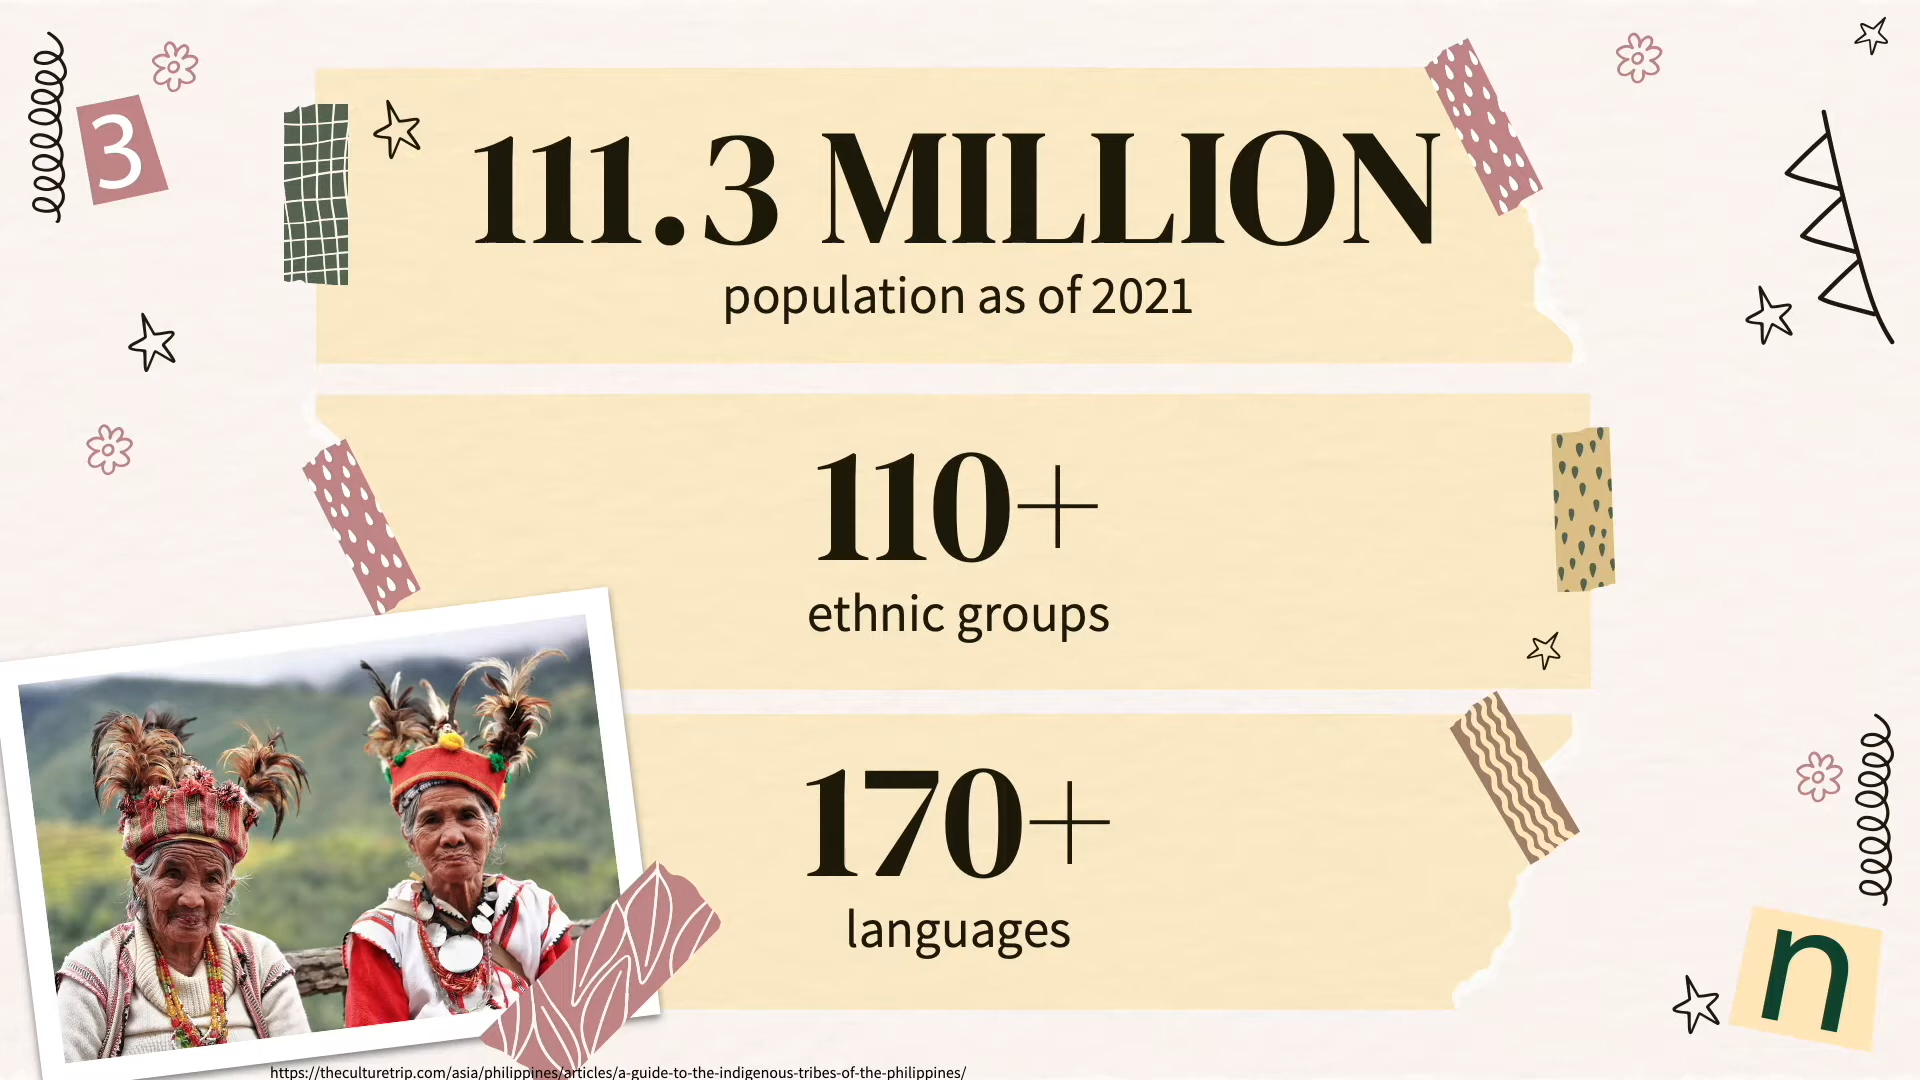 3
111.3 MILLION
population as of 2021
110+
ethnic groups
170+
languages
n
https://theculturetrip.com/asia/philippines/articles/a-guide-to-the-indigenous-tribes-of-the-philippines/